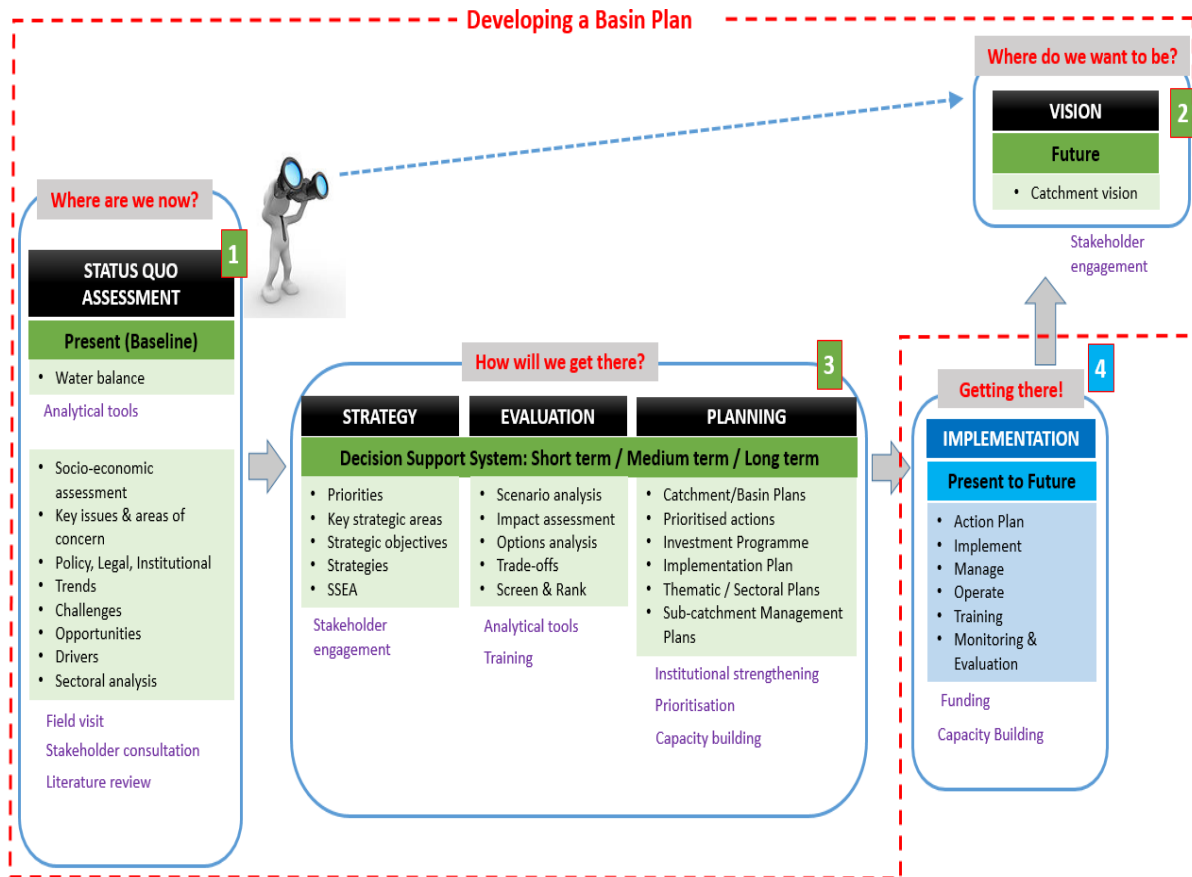 Developing a Basin Plan
Where are we now?
1
STATUS QUO
ASSESSMENT
Present (Baseline)
• Water balance
Analytical tools
• Socio-economic
assessment
• Key issues & areas of
concern
• Policy, Legal, Institutional
• Trends
• Challenges
• Opportunities
• Drivers
• Sectoral analysis
Field visit
Stakeholder consultation
Literature review
Where do we want to be?
2
VISION
Future
• Catchment vision
Stakeholder
engagement
How will we get there?
3
STRATEGY
EVALUATION
PLANNING
Decision Support System: Short term / Medium term / Long term
• Priorities
• Key strategic areas
• Strategic objectives
• Strategies
• SSEA
Stakeholder
engagement
• Scenario analysis
• Impact assessment
• Options analysis
• Trade-offs
• Screen & Rank
Analytical tools
Training
• Catchment/Basin Plans
• Prioritised actions
• Investment Programme
• Implementation Plan
• Thematic / Sectoral Plans
• Sub-catchment Management
Plans
Institutional strengthening
Prioritisation
Capacity building
4
Getting there!
IMPLEMENTATION
Present to Future
• Action Plan
• Implement
• Manage
• Operate
• Training
• Monitoring &
Evaluation
Funding
Capacity Building